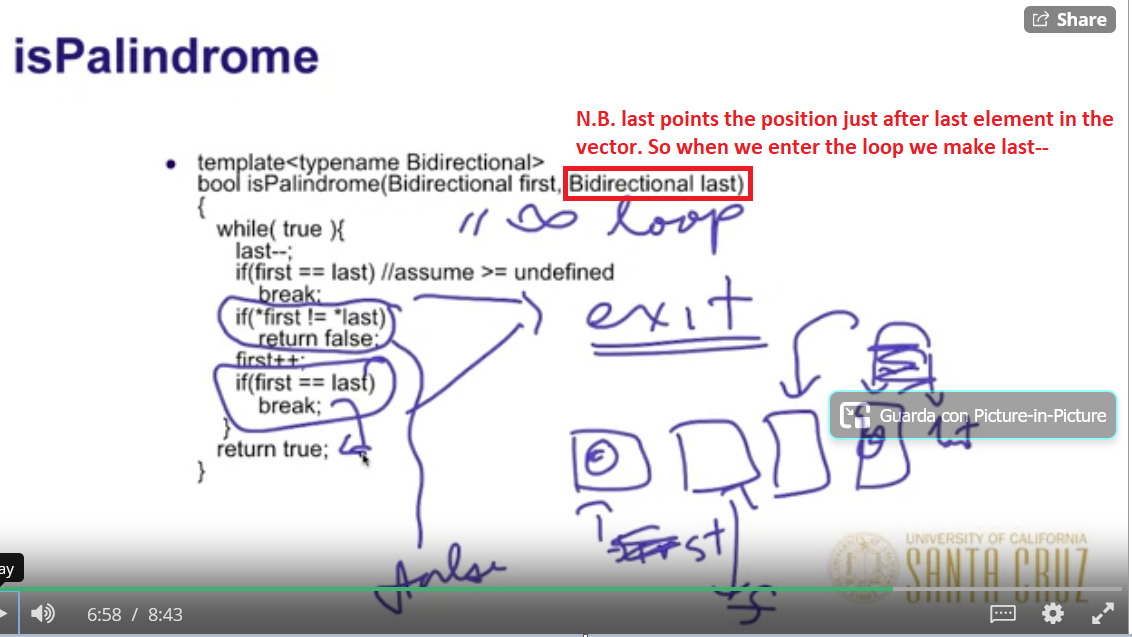 Share
isPalindrome
N.B. last points the position just after last element in the
vector. So when we enter the loop we make last--
• template<typename Bidirectional>
bool isPalindrome(Bidirectional first, Bidirectional last)
{
while( true ){
// ∞ loop
last--;
if(first == last) //assume >= undefined
break;
exit
if(*first != *last)
return false;
first++;
if(first == last)
break;
}
return true;
}
Guarda con Picture-in-Picture
false
UNIVERSITY OF CALIFORNIA
SANTA CRUZ
ay
6:58 / 8:43